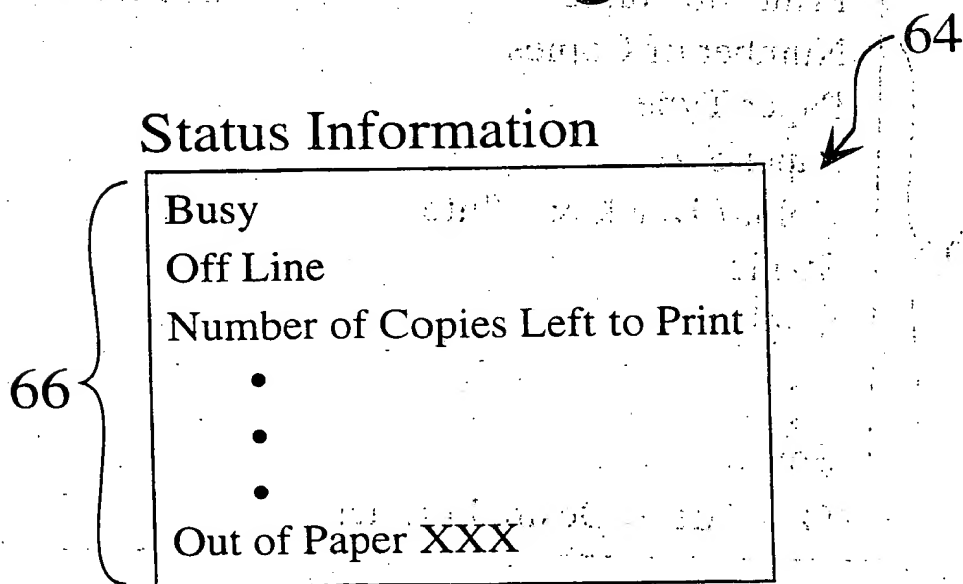 64
Status Information
Busy
Off Line
Number of Copies Left to Print
•
•
•
Out of Paper XXX
66